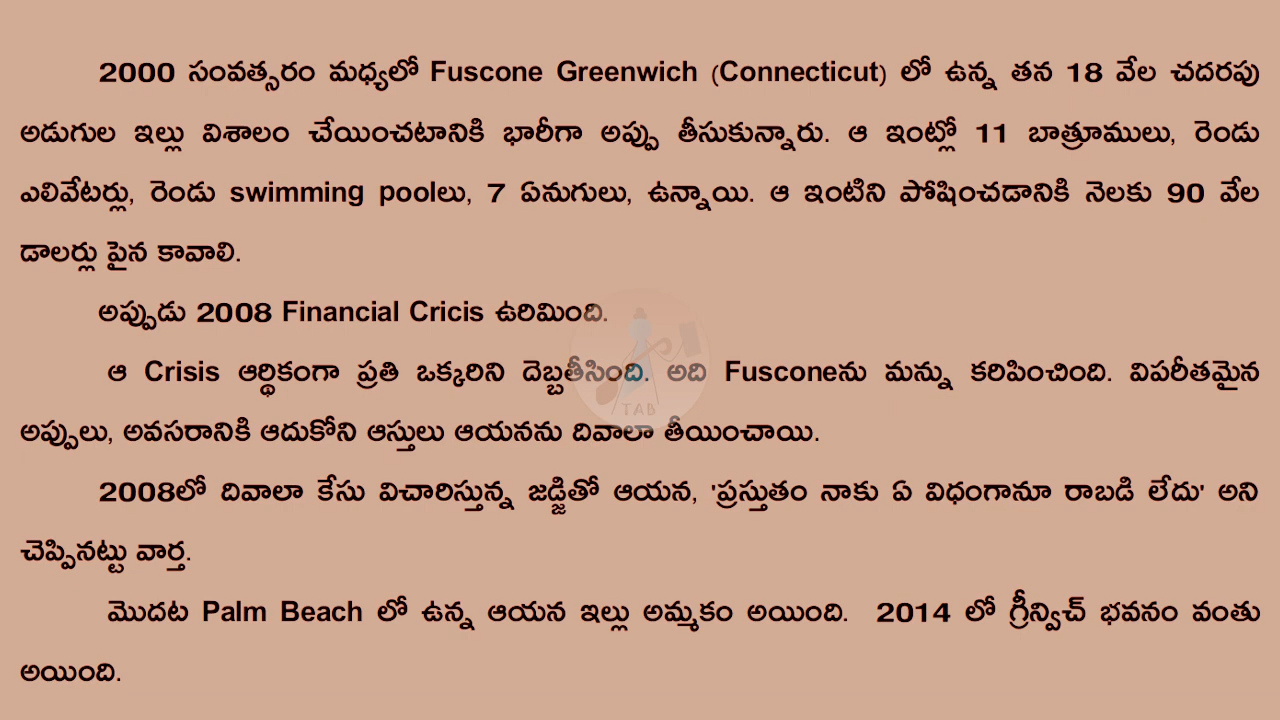 2000 సంవత్సరం మధ్యలో Fuscone Greenwich (Connecticut) లో ఉన్న తన 18 వేల చదరపు
అడుగుల ఇల్లు విశాలం చేయించటానికి భారీగా అప్పు తీసుకున్నారు. ఆ ఇంట్లో 11 బాత్రూములు, రెండు
ఎలివేటర్లు, రెండు swimming poolలు, 7 ఏనుగులు, ఉన్నాయి. ఆ ఇంటిని పోషించడానికి నెలకు 90 వేల
డాలర్లు పైన కావాలి.
అప్పుడు 2008 Financial Cricis ఉరిమింది.
ఆ Crisis ఆర్థికంగా ప్రతి ఒక్కరిని దెబ్బతీసింది. అది Fusconeను మన్ను కరిపించింది. విపరీతమైన
అప్పులు, అవసరానికి ఆదుకోని ఆస్తులు ఆయనను దివాలా తీయించాయి.
2008లో దివాలా కేసు విచారిస్తున్న జడ్జితో ఆయన, 'ప్రస్తుతం నాకు ఏ విధంగానూ రాబడి లేదు' అని
చెప్పినట్టు వార్త.
మొదట Palm Beach లో ఉన్న ఆయన ఇల్లు అమ్మకం అయింది. 2014 లో గ్రీన్విచ్ భవనం వంతు
అయింది.
TAB